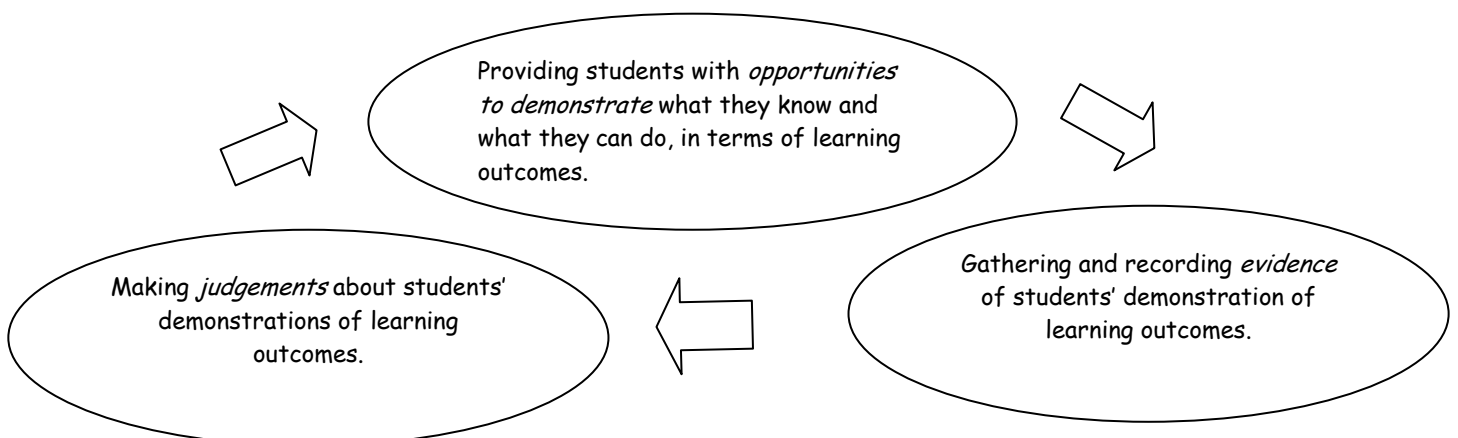 Providing students with opportunities
to demonstrate what they know and
what they can do, in terms of learning
outcomes.
Gathering and recording evidence
of students’ demonstration of
learning outcomes.
Making judgements about students’
demonstrations of learning
outcomes.